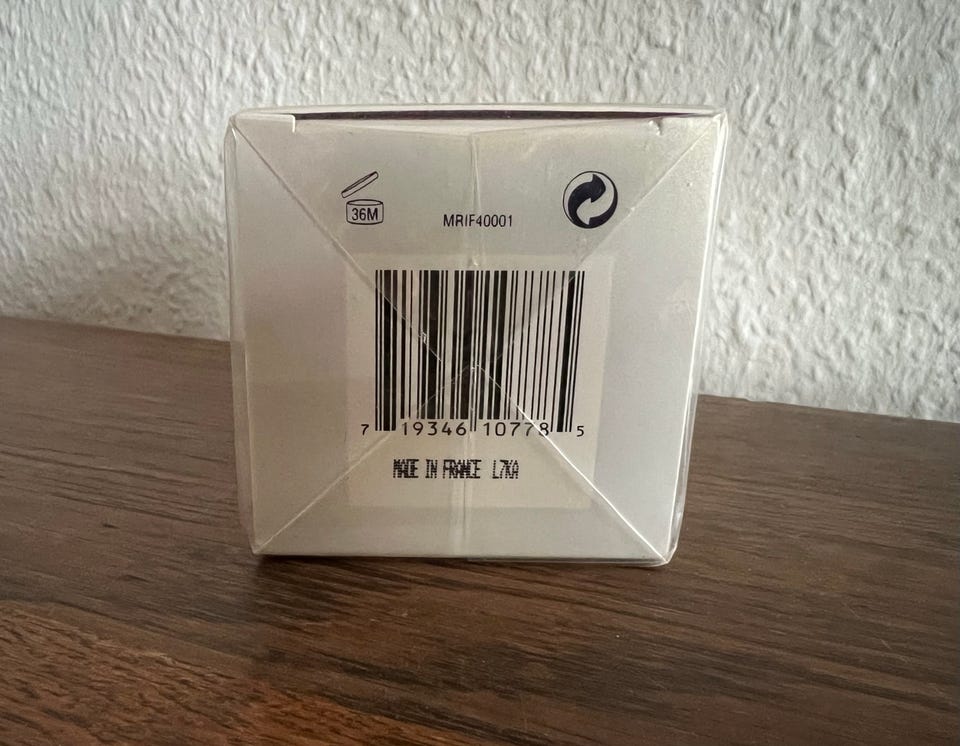 36M
MRIF40001
7 19346 10778 5
MADE IN FRANCE L7KA